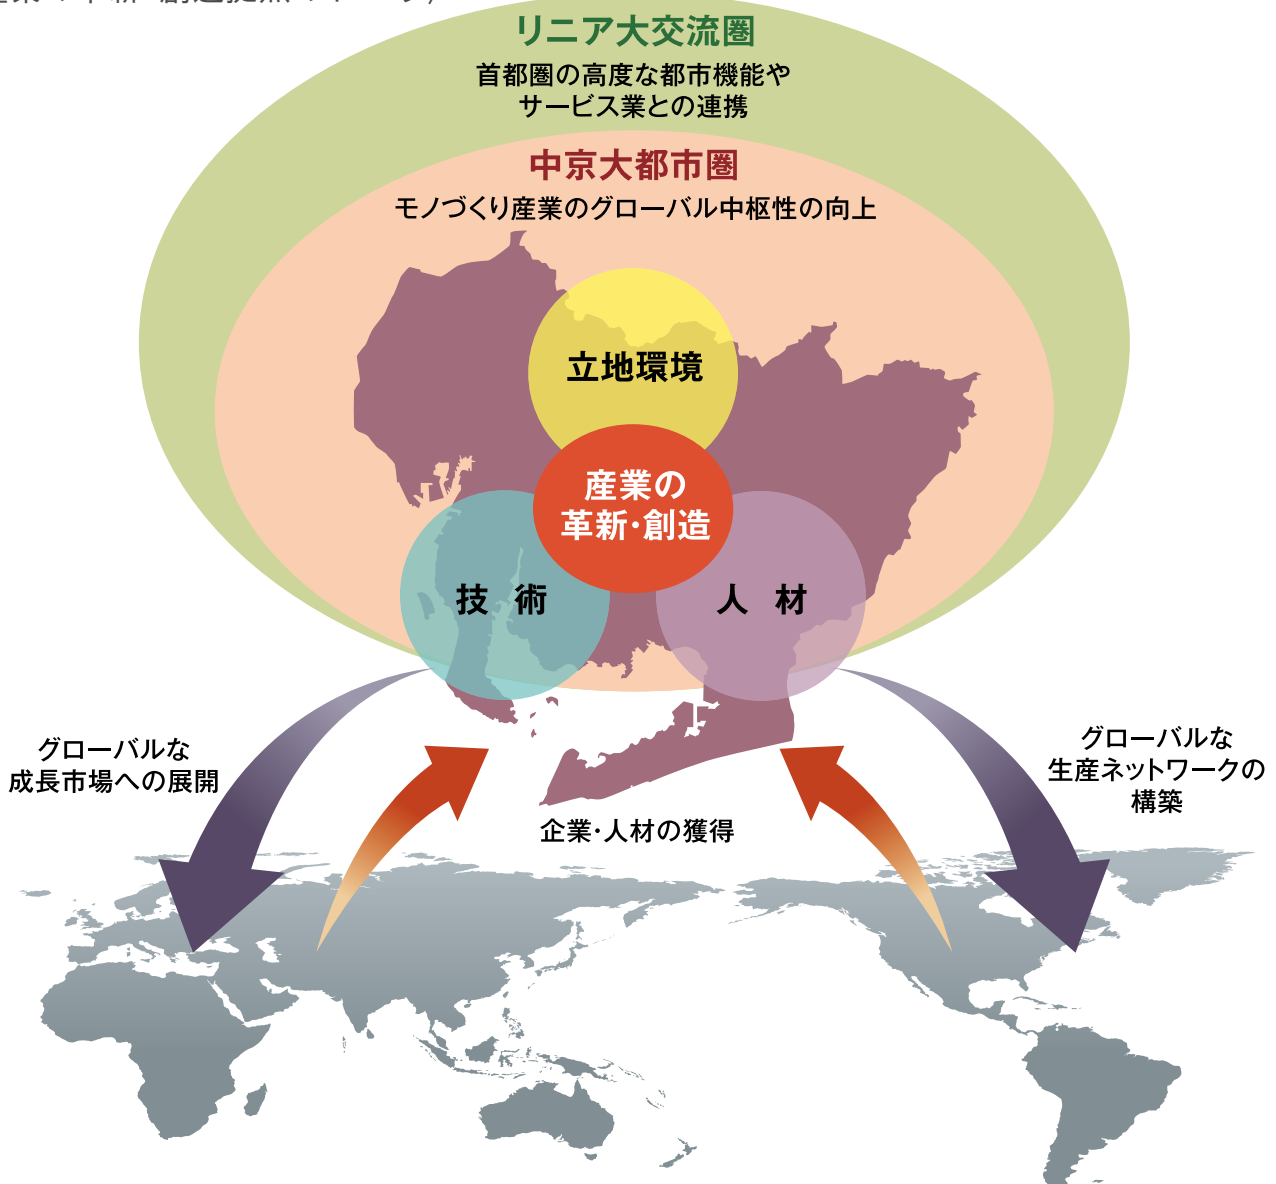 リニア大交流圏
首都圏の高度な都市機能や
サービス業との連携
中京大都市圏
モノづくり産業のグローバル中枢性の向上
立地環境
産業の
革新・創造
技 術
人 材
グローバルな
成長市場への展開
グローバルな
生産ネットワークの
構築
企業・人材の獲得